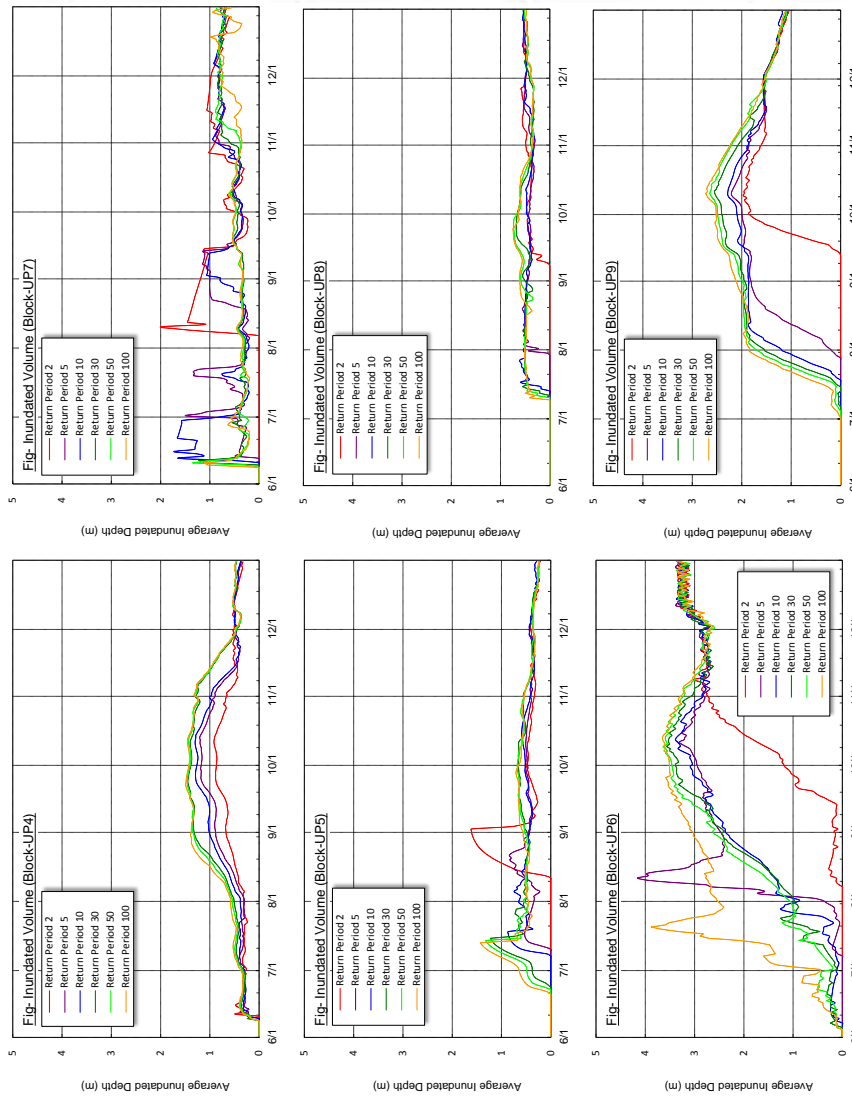 Fig- Inundated Volume (Block-UP4)
Return Period 2
Return Period 5
Return Period 10
Return Period 30
Return Period 50
Return Period 100
Average Inundated Depth (m)
5
4
3
2
1
0
6/1
7/1
8/1
9/1
10/1
11/1
12/1
Fig- Inundated Volume (Block-UP5)
Return Period 2
Return Period 5
Return Period 10
Return Period 30
Return Period 50
Return Period 100
Average Inundated Depth (m)
5
4
3
2
1
0
6/1
7/1
8/1
9/1
10/1
11/1
12/1
Fig- Inundated Volume (Block-UP6)
Return Period 2
Return Period 5
Return Period 10
Return Period 30
Return Period 50
Return Period 100
Average Inundated Depth (m)
5
4
3
2
1
0
Fig- Inundated Volume (Block-UP7)
Return Period 2
Return Period 5
Return Period 10
Return Period 30
Return Period 50
Return Period 100
Average Inundated Depth (m)
5
4
3
2
1
0
6/1
7/1
8/1
9/1
10/1
11/1
12/1
Fig- Inundated Volume (Block-UP8)
Return Period 2
Return Period 5
Return Period 10
Return Period 30
Return Period 50
Return Period 100
Average Inundated Depth (m)
5
4
3
2
1
0
6/1
7/1
8/1
9/1
10/1
11/1
12/1
Fig- Inundated Volume (Block-UP9)
Return Period 2
Return Period 5
Return Period 10
Return Period 30
Return Period 50
Return Period 100
Average Inundated Depth (m)
5
4
3
2
1
0